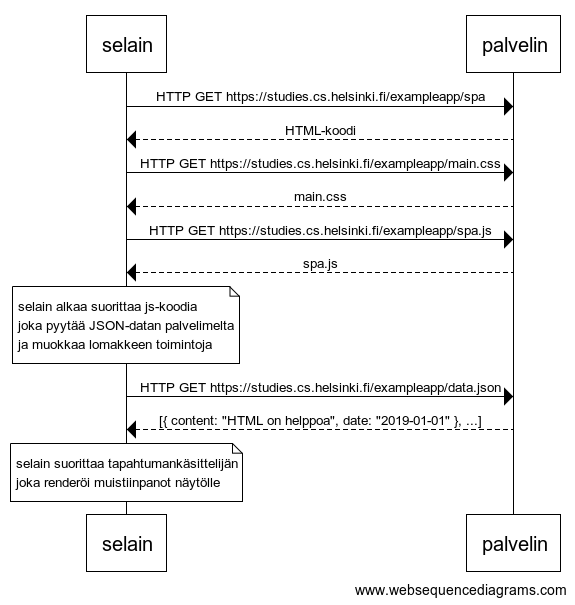 selain palvelin
HTTP GET https://studies.cs.helsinki.fi/exampleapp/spa
HTML-koodi
HTTP GET https://studies.cs.helsinki.fi/exampleapp/main.css
main.css
HTTP GET https://studies.cs.helsinki.fi/exampleapp/spa.js
spa.js
selain alkaa suorittaa js-koodia
joka pyytää JSON-datan palvelimelta
ja muokkaa lomakkeen toimintoja
HTTP GET https://studies.cs.helsinki.fi/exampleapp/data.json
[{ content: "HTML on helppoa", date: "2019-01-01" }, ...]
selain suorittaa tapahtumankäsittelijän
joka renderöi muistiinpanot näytölle
selain palvelin
www.websequencediagrams.com